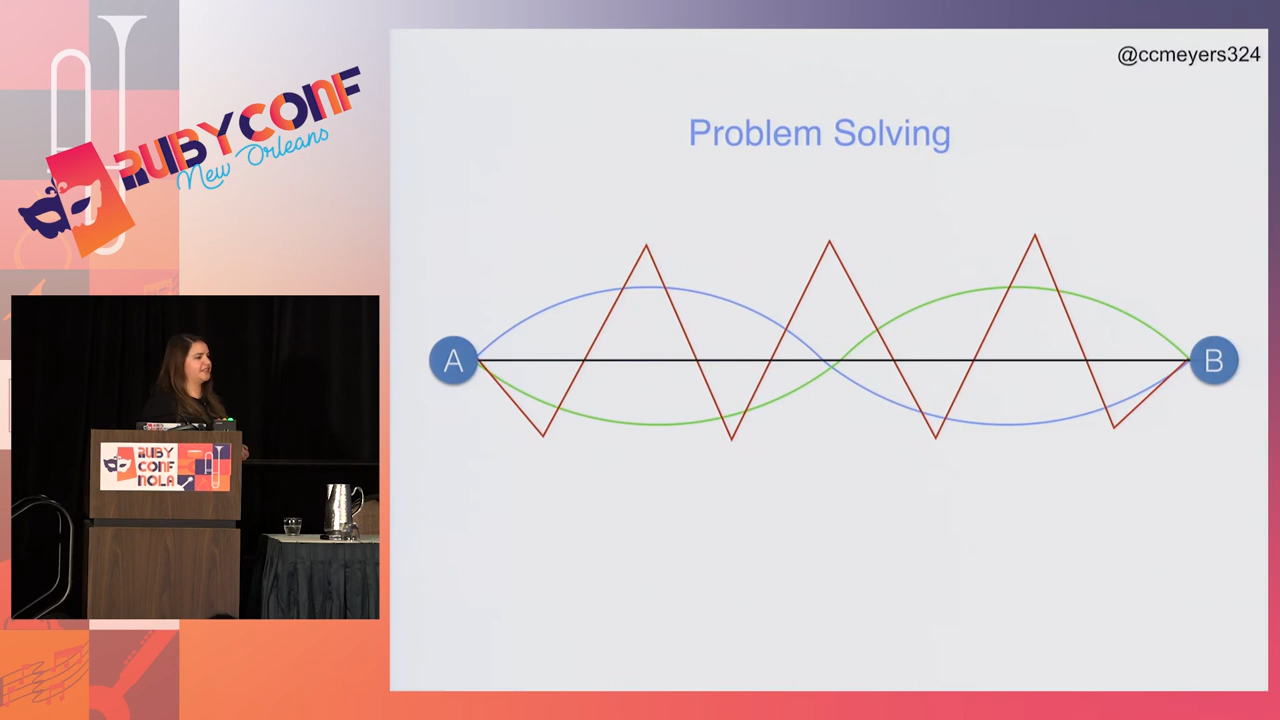 @ccmeyers324
RUBYCONF
New Orleans
Problem Solving
A
B
RUBY
CONF
NOLA